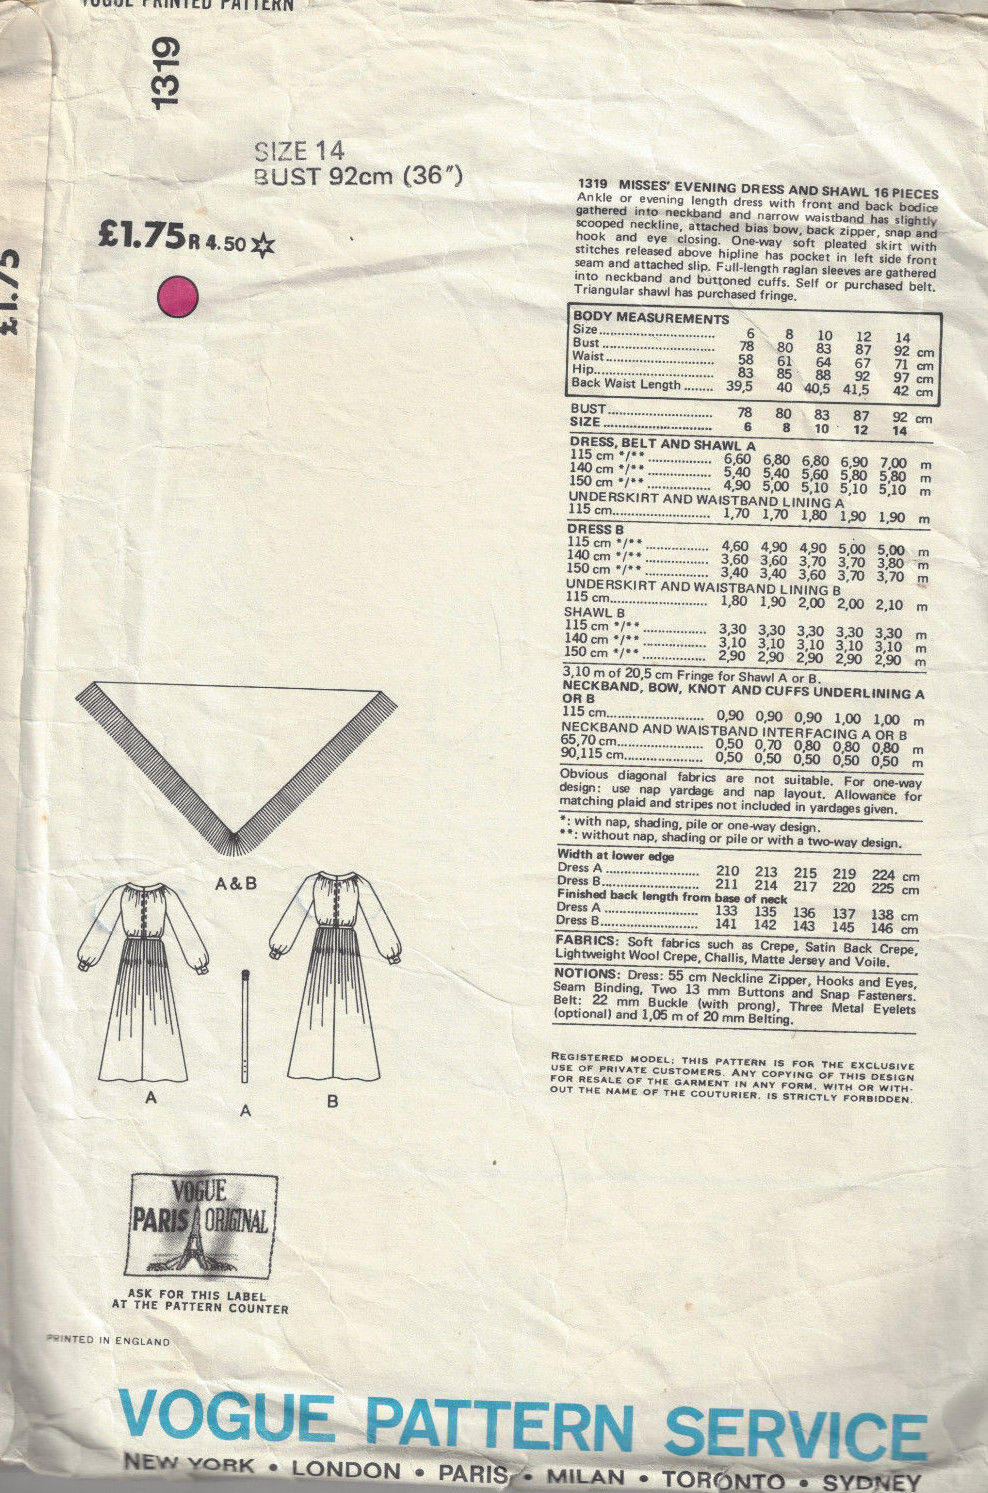 VOGUE PRINTED PATTERN
1319
SIZE 14
BUST 92cm (36")
£1.75 R 4.50
£1.75
1319 MISSES' EVENING DRESS AND SHAWL 16 PIECES
Ankle or evening length dress with front and back bodice
gathered into neckband and narrow waistband has slightly
scooped neckline, attached bias bow, back zipper, snap and
hook and eye closing. One-way soft pleated skirt with
stitches released above hipline has pocket in left side front
seam and attached slip. Full-length raglan sleeves are gathered
into neckband and buttoned cuffs. Self or purchased belt.
Triangular shawl has purchased fringe.
BODY MEASUREMENTS
Size 6 8 10 12 14
Bust 78 80 83 87 92 cm
Waist 58 61 64 67 71 cm
Hip 83 85 88 92 97 cm
Back Waist Length 39,5 40 40,5 41,5 42 cm
BUST 78 80 83 87 92 cm
SIZE 6 8 10 12 14
DRESS, BELT AND SHAWL A
115 cm */** 6,60 6,80 6,80 6,90 7,00 m
140 cm */** 5,40 5,40 5,60 5,80 5,80 m
150 cm */** 4,90 5,00 5,10 5,10 5,10 m
UNDERSKIRT AND WAISTBAND LINING A
115 cm 1,70 1,70 1,80 1,90 1,90 m
DRESS B
115 cm */** 4,60 4,90 4,90 5,00 5,00 m
140 cm */** 3,60 3,60 3,70 3,70 3,80 m
150 cm */** 3,40 3,40 3,60 3,70 3,70 m
UNDERSKIRT AND WAISTBAND LINING B
115 cm 1,80 1,90 2,00 2,00 2,10 m
SHAWL B
115 cm */** 3,30 3,30 3,30 3,30 3,30 m
140 cm */** 3,10 3,10 3,10 3,10 3,10 m
150 cm */** 2,90 2,90 2,90 2,90 2,90 m
3,10 m of 20,5 cm Fringe for Shawl A or B.
NECKBAND, BOW, KNOT AND CUFFS UNDERLINING A
OR B
115 cm 0,90 0,90 0,90 1,00 1,00 m
NECKBAND AND WAISTBAND INTERFACING A OR B
65,70 cm 0,50 0,70 0,80 0,80 0,80 m
90,115 cm 0,50 0,50 0,50 0,50 0,50 m
Obvious diagonal fabrics are not suitable. For one-way
design: use nap yardage and nap layout. Allowance for
matching plaid and stripes not included in yardages given.
*: with nap, shading, pile or one-way design.
**: without nap, shading or pile or with a two-way design.
Width at lower edge
Dress A 210 213 215 219 224 cm
Dress B 211 214 217 220 225 cm
Finished back length from base of neck
Dress A 133 135 136 137 138 cm
Dress B 141 142 143 145 146 cm
FABRICS: Soft fabrics such as Crepe, Satin Back Crepe,
Lightweight Wool Crepe, Challis, Matte Jersey and Voile.
NOTIONS: Dress: 55 cm Neckline Zipper, Hooks and Eyes,
Seam Binding, Two 13 mm Buttons and Snap Fasteners.
Belt: 22 mm Buckle (with prong), Three Metal Eyelets
(optional) and 1,05 m of 20 mm Belting.
REGISTERED MODEL: THIS PATTERN IS FOR THE EXCLUSIVE
USE OF PRIVATE CUSTOMERS. ANY COPYING OF THIS DESIGN
FOR RESALE OF THE GARMENT IN ANY FORM, WITH OR WITH-
OUT THE NAME OF THE COUTURIER, IS STRICTLY FORBIDDEN.
A & B
A
A
B
VOGUE
PARIS ORIGINAL
ASK FOR THIS LABEL
AT THE PATTERN COUNTER
PRINTED IN ENGLAND
VOGUE PATTERN SERVICE
NEW YORK • LONDON • PARIS • MILAN • TORONTO • SYDNEY